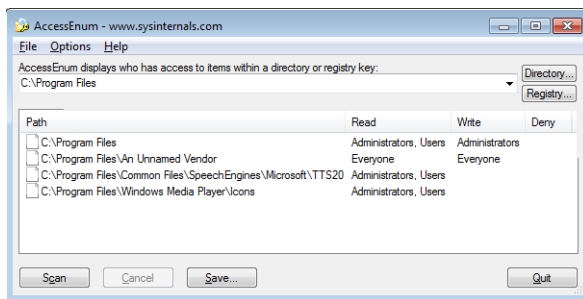 AccessEnum - www.sysinternals.com
File Options Help
AccessEnum displays who has access to items within a directory or registry key:
C:\Program Files
Directory...
Registry...
Path Read Write Deny
C:\Program Files Administrators, Users Administrators
C:\Program Files\An Unnamed Vendor Everyone Everyone
C:\Program Files\Common Files\SpeechEngines\Microsoft\TTS20 Administrators, Users
C:\Program Files\Windows Media Player\Icons Administrators, Users
Scan Cancel Save... Quit